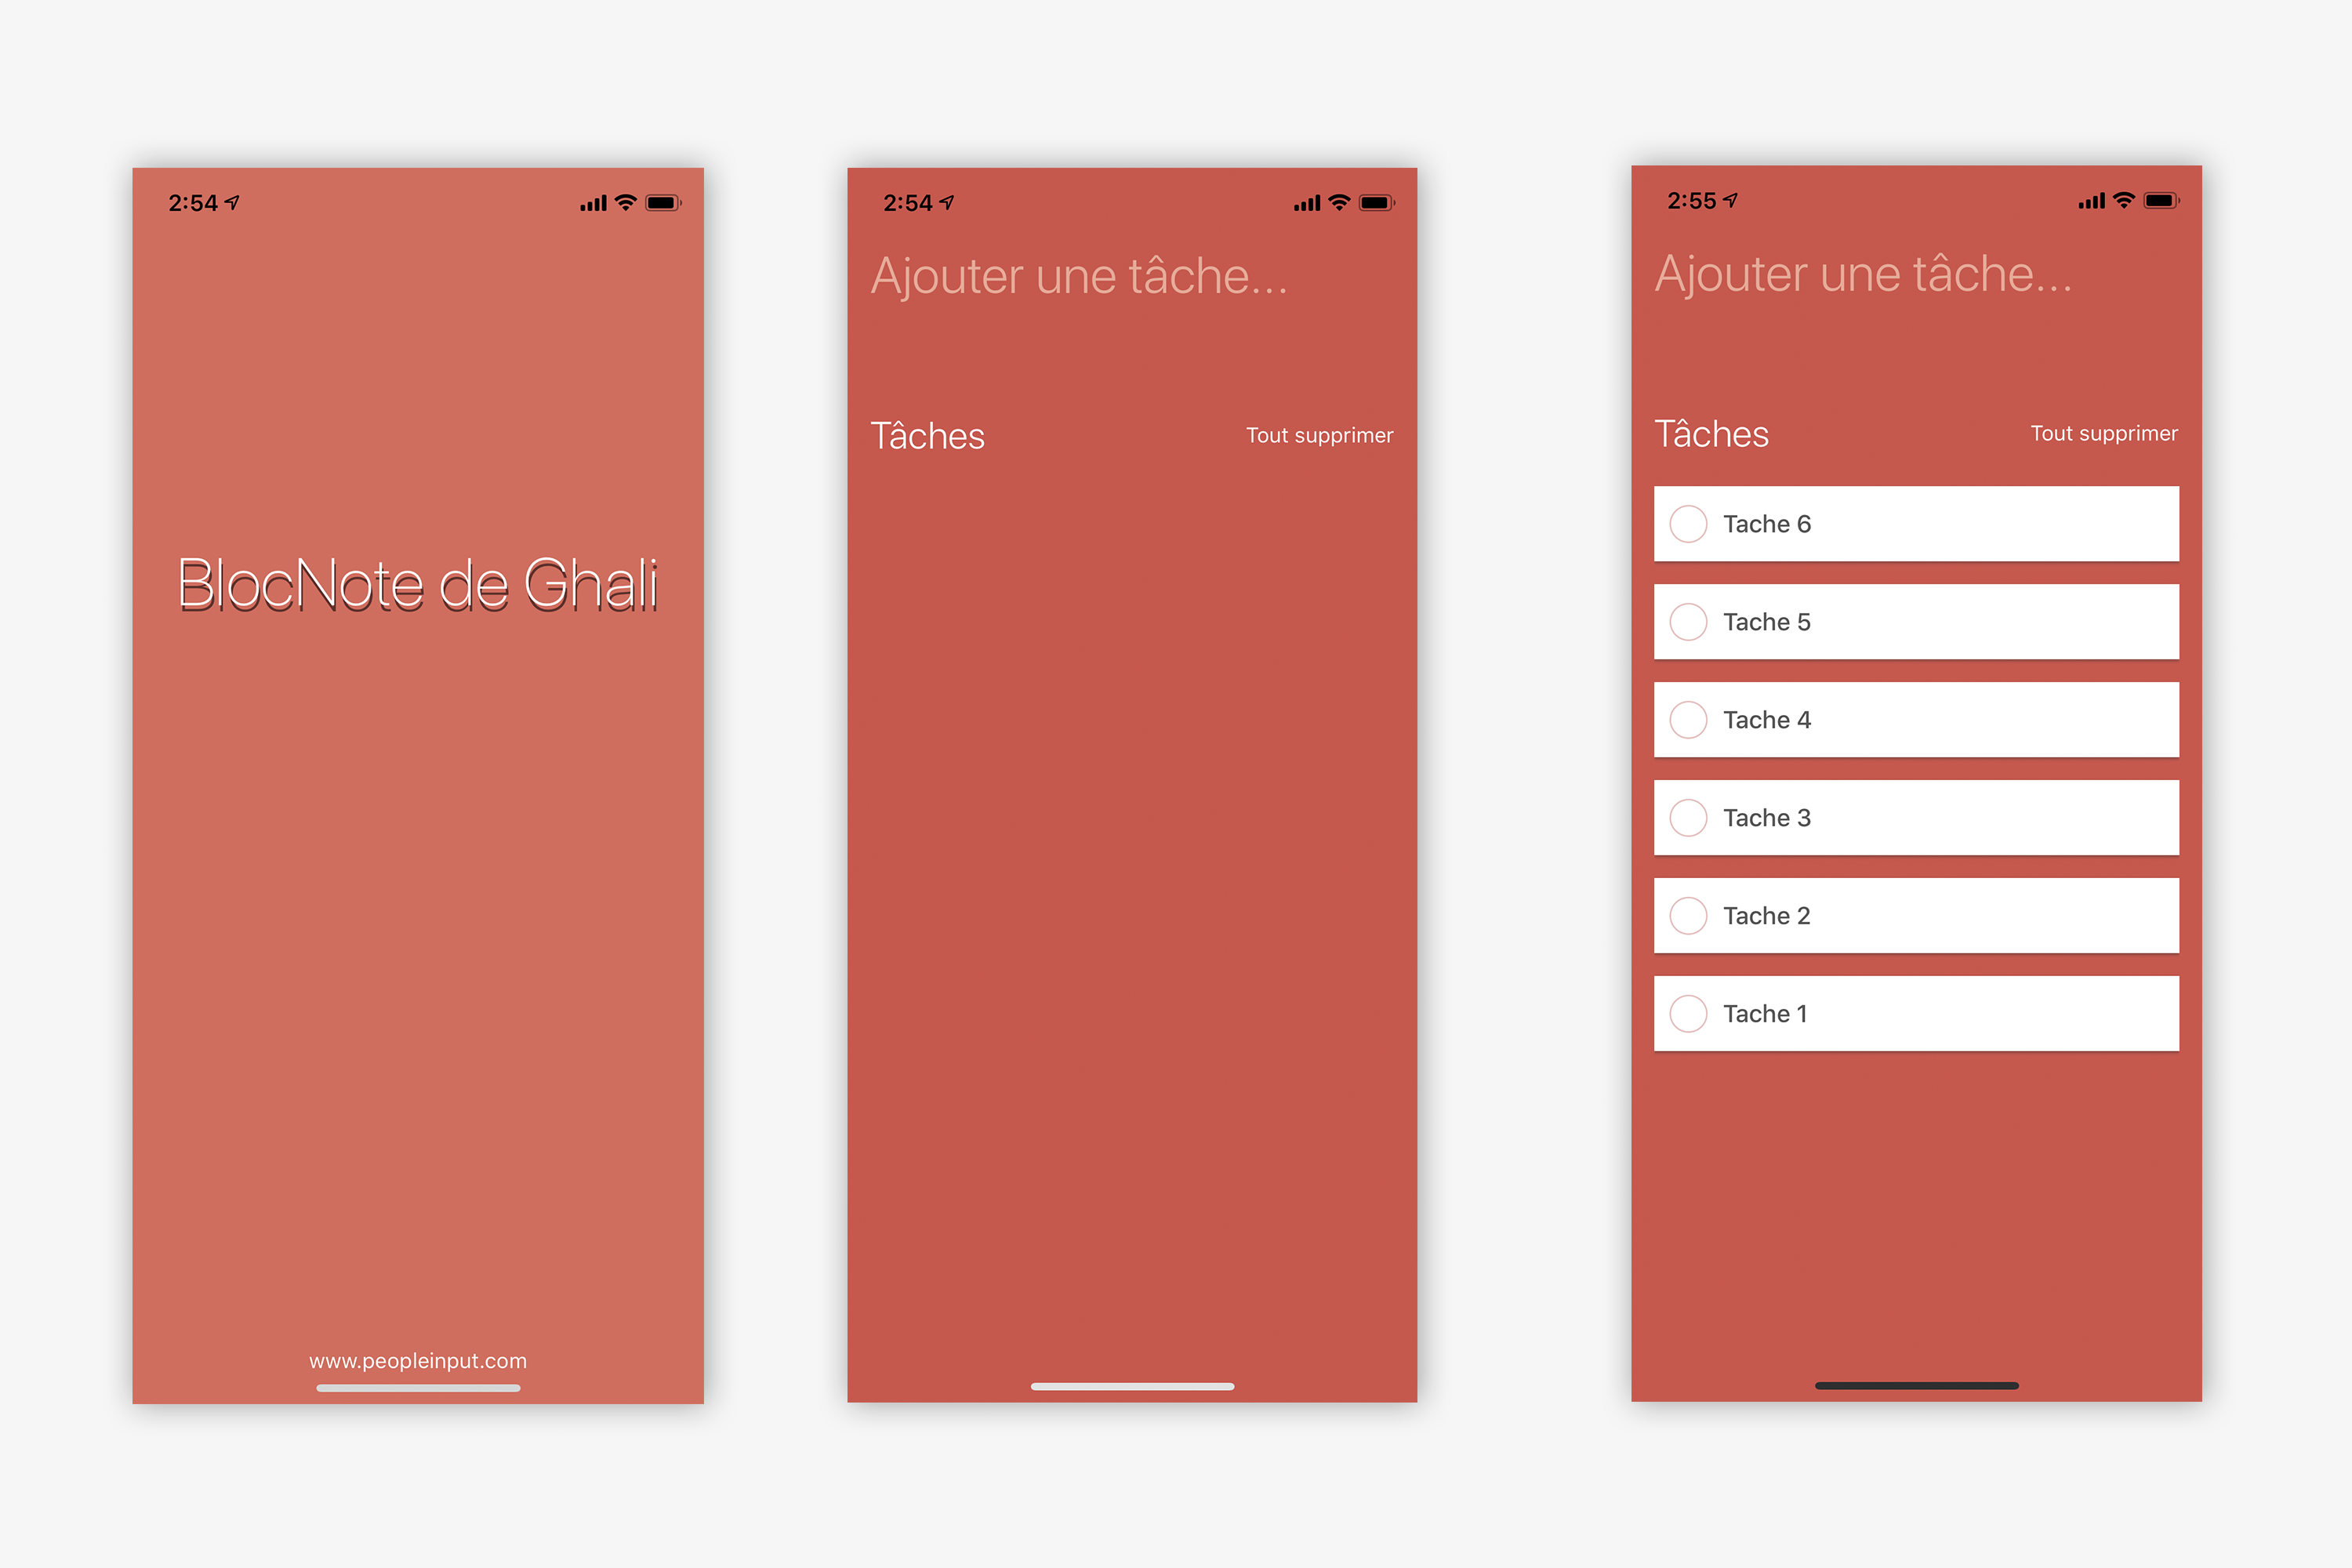 2:54
BlocNote de Ghali
www.peopleinput.com
2:54
Ajouter une tâche...
Tâches
Tout supprimer
2:55
Ajouter une tâche...
Tâches
Tout supprimer
Tache 6
Tache 5
Tache 4
Tache 3
Tache 2
Tache 1